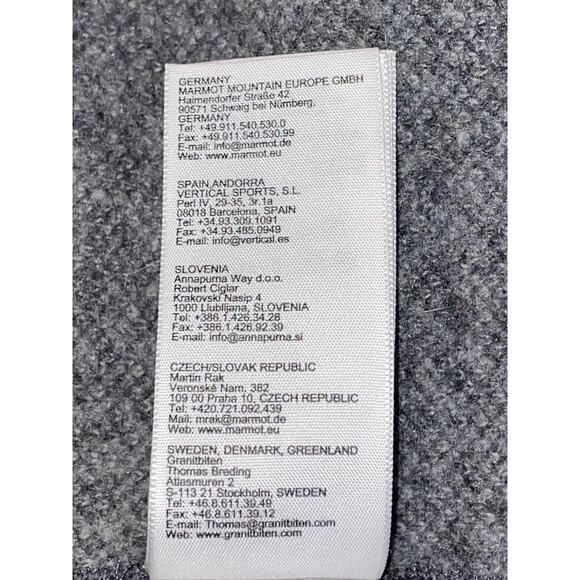 GERMANY
MARMOT MOUNTAIN EUROPE GMBH
Haimendorfer Straße 42
90571 Schwaig bei Nürnberg.
GERMANY
Tel: +49.911.540.530.0
Fax: +49.911.540.530.99
E-mail: info@marmot.de
Web: www.marmot.eu
SPAIN,ANDORRA
VERTICAL SPORTS, S.L.
Perl IV, 29-35, 3r.1a
08018 Barcelona, SPAIN
Tel: +34.93.309.1091
Fax: +34.93.485.0949
E-mail: info@vertical.es
SLOVENIA
Annapurna Way d.o.o.
Robert Ciglar
Krakovski Nasip 4
1000 Llubljana, SLOVENIA
Tel: +386.1.426.34.28
Fax: +386.1.426.92.39
E-mail: info@annapurna.si
CZECH/SLOVAK REPUBLIC
Martin Rak
Veronské Nam. 382
109 00 Praha 10, CZECH REPUBLIC
Tel: +420.721.092.439
Mail: mrak@marmot.de
Web: www.marmot.eu
SWEDEN, DENMARK, GREENLAND
Granitbiten
Thomas Breding
Atlasmuren 2
S-113 21 Stockholm, SWEDEN
Tel: +46.8.611.39.49
Fax: +46.8.611.39.12
E-mail: Thomas@granitbiten.com
Web: www.granitbiten.com